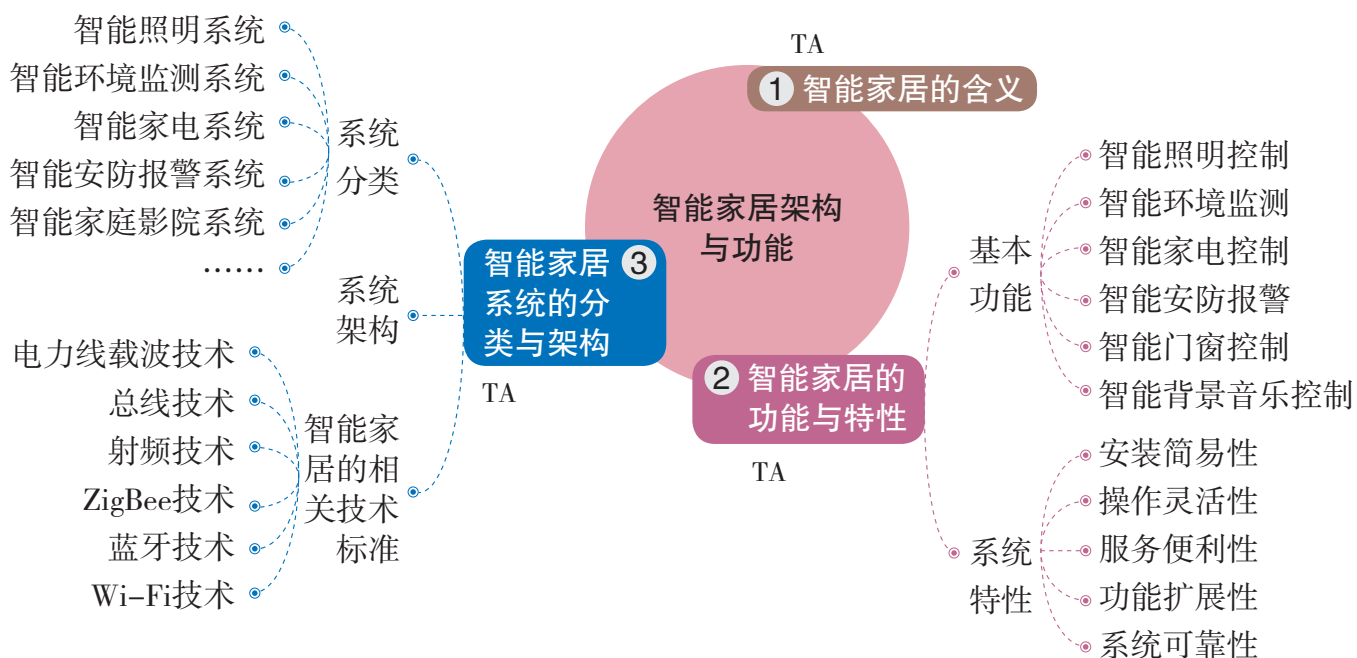 智能家居架构
与功能
TA
① 智能家居的含义
② 智能家居的
功能与特性
TA
基本
功能
智能照明控制
智能环境监测
智能家电控制
智能安防报警
智能门窗控制
智能背景音乐控制
系统
特性
安装简易性
操作灵活性
服务便利性
功能扩展性
系统可靠性
智能家居 ③
系统的分
类与架构
TA
系统
分类
智能照明系统
智能环境监测系统
智能家电系统
智能安防报警系统
智能家庭影院系统
……
系统
架构
智能家
居的相
关技术
标准
电力线载波技术
总线技术
射频技术
ZigBee技术
蓝牙技术
Wi-Fi技术